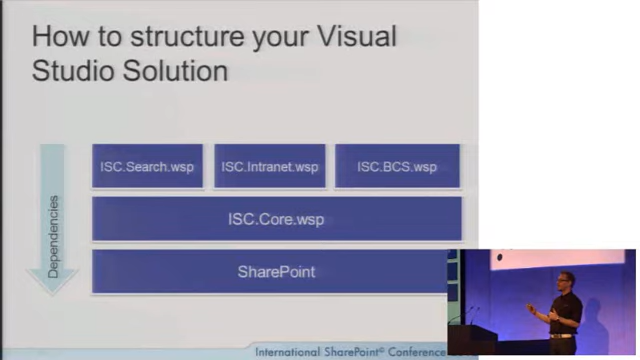 How to structure your Visual
Studio Solution
Dependencies
ISC.Search.wsp
ISC.Intranet.wsp
ISC.BCS.wsp
ISC.Core.wsp
SharePoint
International SharePoint® Conference